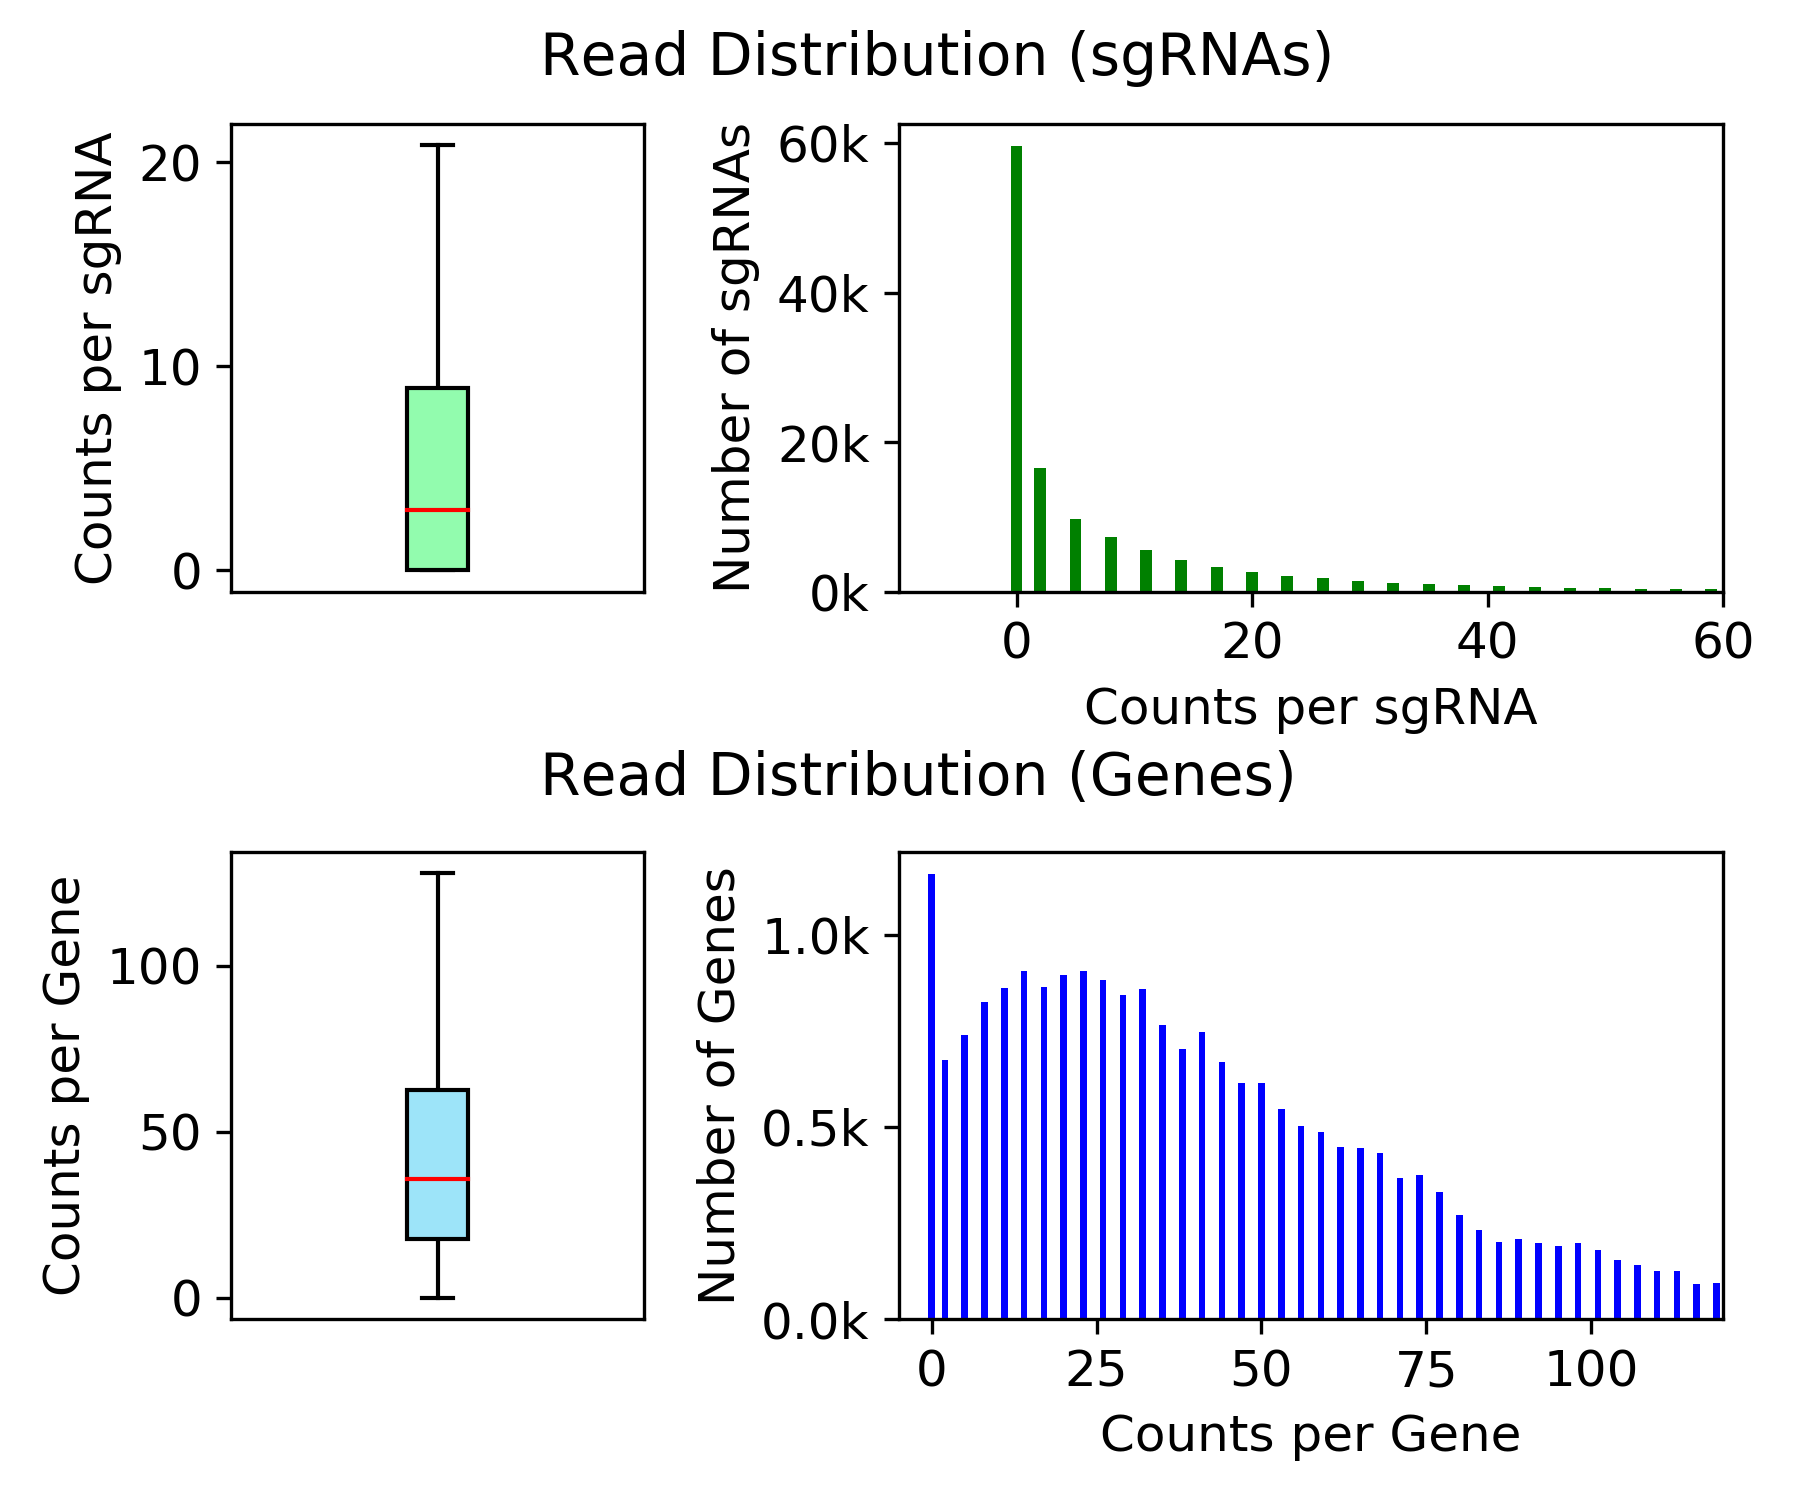 Read Distribution (sgRNAs)
Counts per sgRNA
20
10
0
Number of sgRNAs
60k
40k
20k
0k
0 20 40 60
Counts per sgRNA
Read Distribution (Genes)
Counts per Gene
100
50
0
Number of Genes
1.0k
0.5k
0.0k
0 25 50 75 100
Counts per Gene